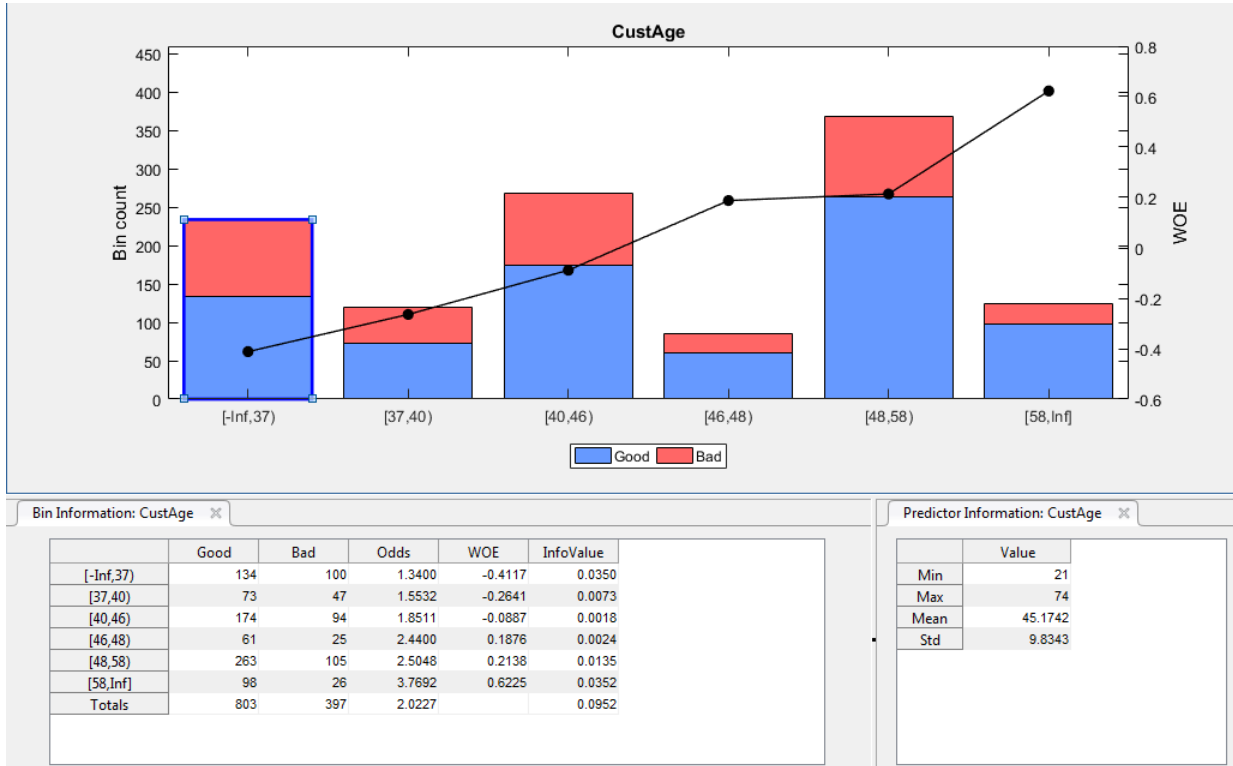 CustAge
450
400
350
300
250
200
150
100
50
0
Bin count
0.8
0.6
0.4
0.2
0
-0.2
-0.4
-0.6
WOE
[-Inf,37) [37,40) [40,46) [46,48) [48,58) [58,Inf]
Good Bad
Bin Information: CustAge
Good Bad Odds WOE InfoValue
[-Inf,37) 134 100 1.3400 -0.4117 0.0350
[37,40) 73 47 1.5532 -0.2641 0.0073
[40,46) 174 94 1.8511 -0.0887 0.0018
[46,48) 61 25 2.4400 0.1876 0.0024
[48,58) 263 105 2.5048 0.2138 0.0135
[58,Inf] 98 26 3.7692 0.6225 0.0352
Totals 803 397 2.0227 0.0952
Predictor Information: CustAge
Value
Min 21
Max 74
Mean 45.1742
Std 9.8343